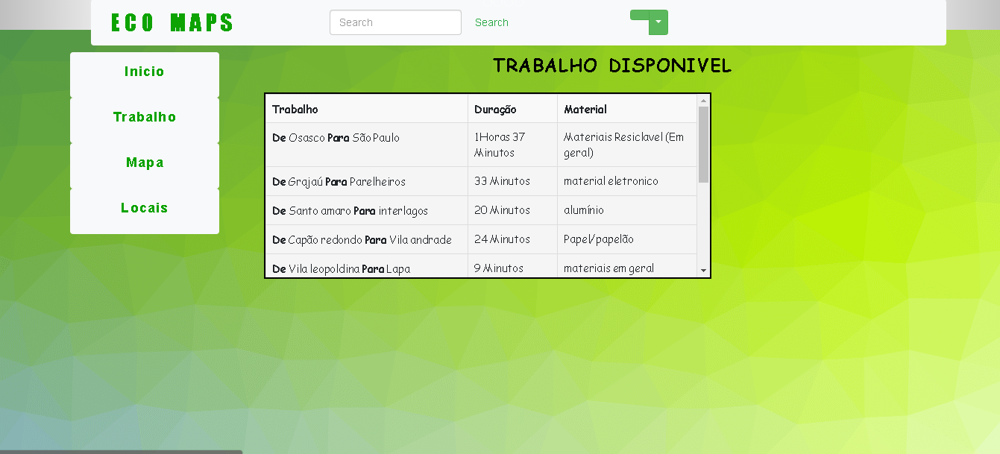 ECO MAPS
Search
Search
Inicio
Trabalho
Mapa
Locais
TRABALHO DISPONIVEL
Trabalho Duração Material
De Osasco Para São Paulo 1Horas 37 Minutos Materiais Resiclavel (Em geral)
De Grajaú Para Parelheiros 33 Minutos material eletronico
De Santo amaro Para interlagos 20 Minutos alumínio
De Capão redondo Para Vila andrade 24 Minutos Papel/papelão
De Vila leopoldina Para Lapa 9 Minutos materiais em geral